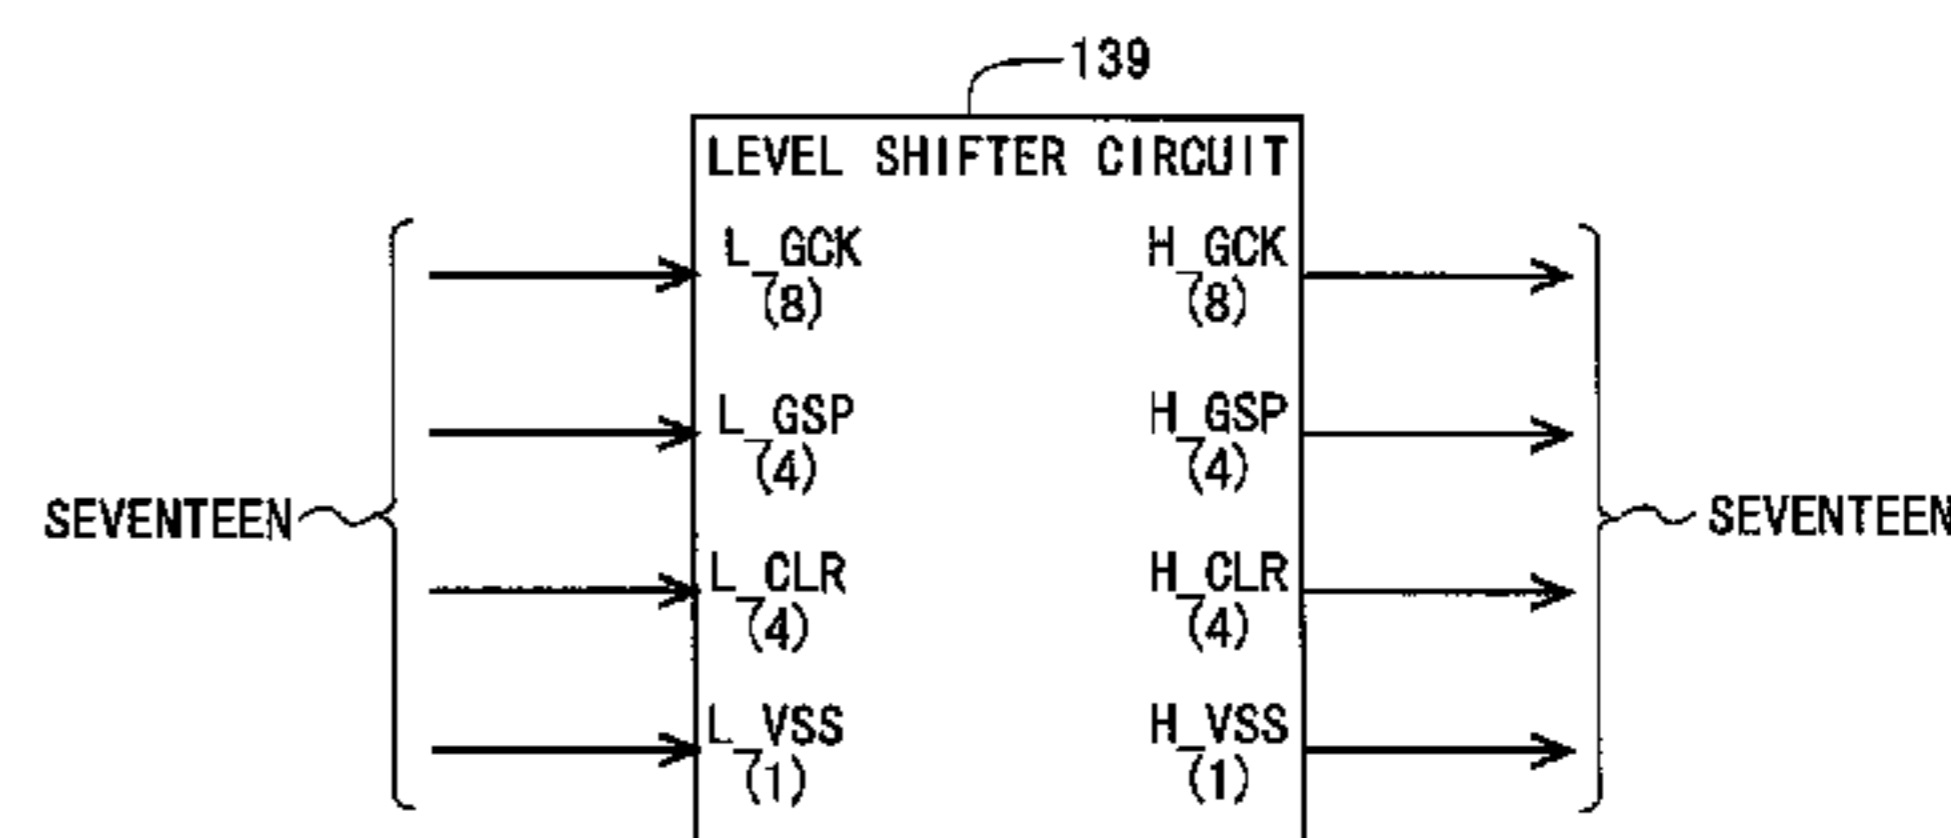 139
LEVEL SHIFTER CIRCUIT
L_GCK H_GCK
(8) (8)
L_GSP H_GSP
(4) (4)
SEVENTEEN SEVENTEEN
L_CLR H_CLR
(4) (4)
L_VSS H_VSS
(1) (1)